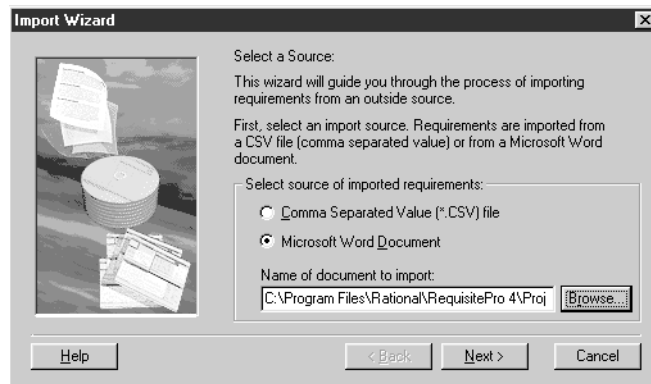 Import Wizard
Select a Source:
This wizard will guide you through the process of importing
requirements from an outside source.
First, select an import source. Requirements are imported from
a CSV file (comma separated value) or from a Microsoft Word
document.
Select source of imported requirements:
Comma Separated Value (*.CSV) file
Microsoft Word Document
Name of document to import:
C:\Program Files\Rational\RequisitePro 4\Proj Browse...
Help < Back Next > Cancel